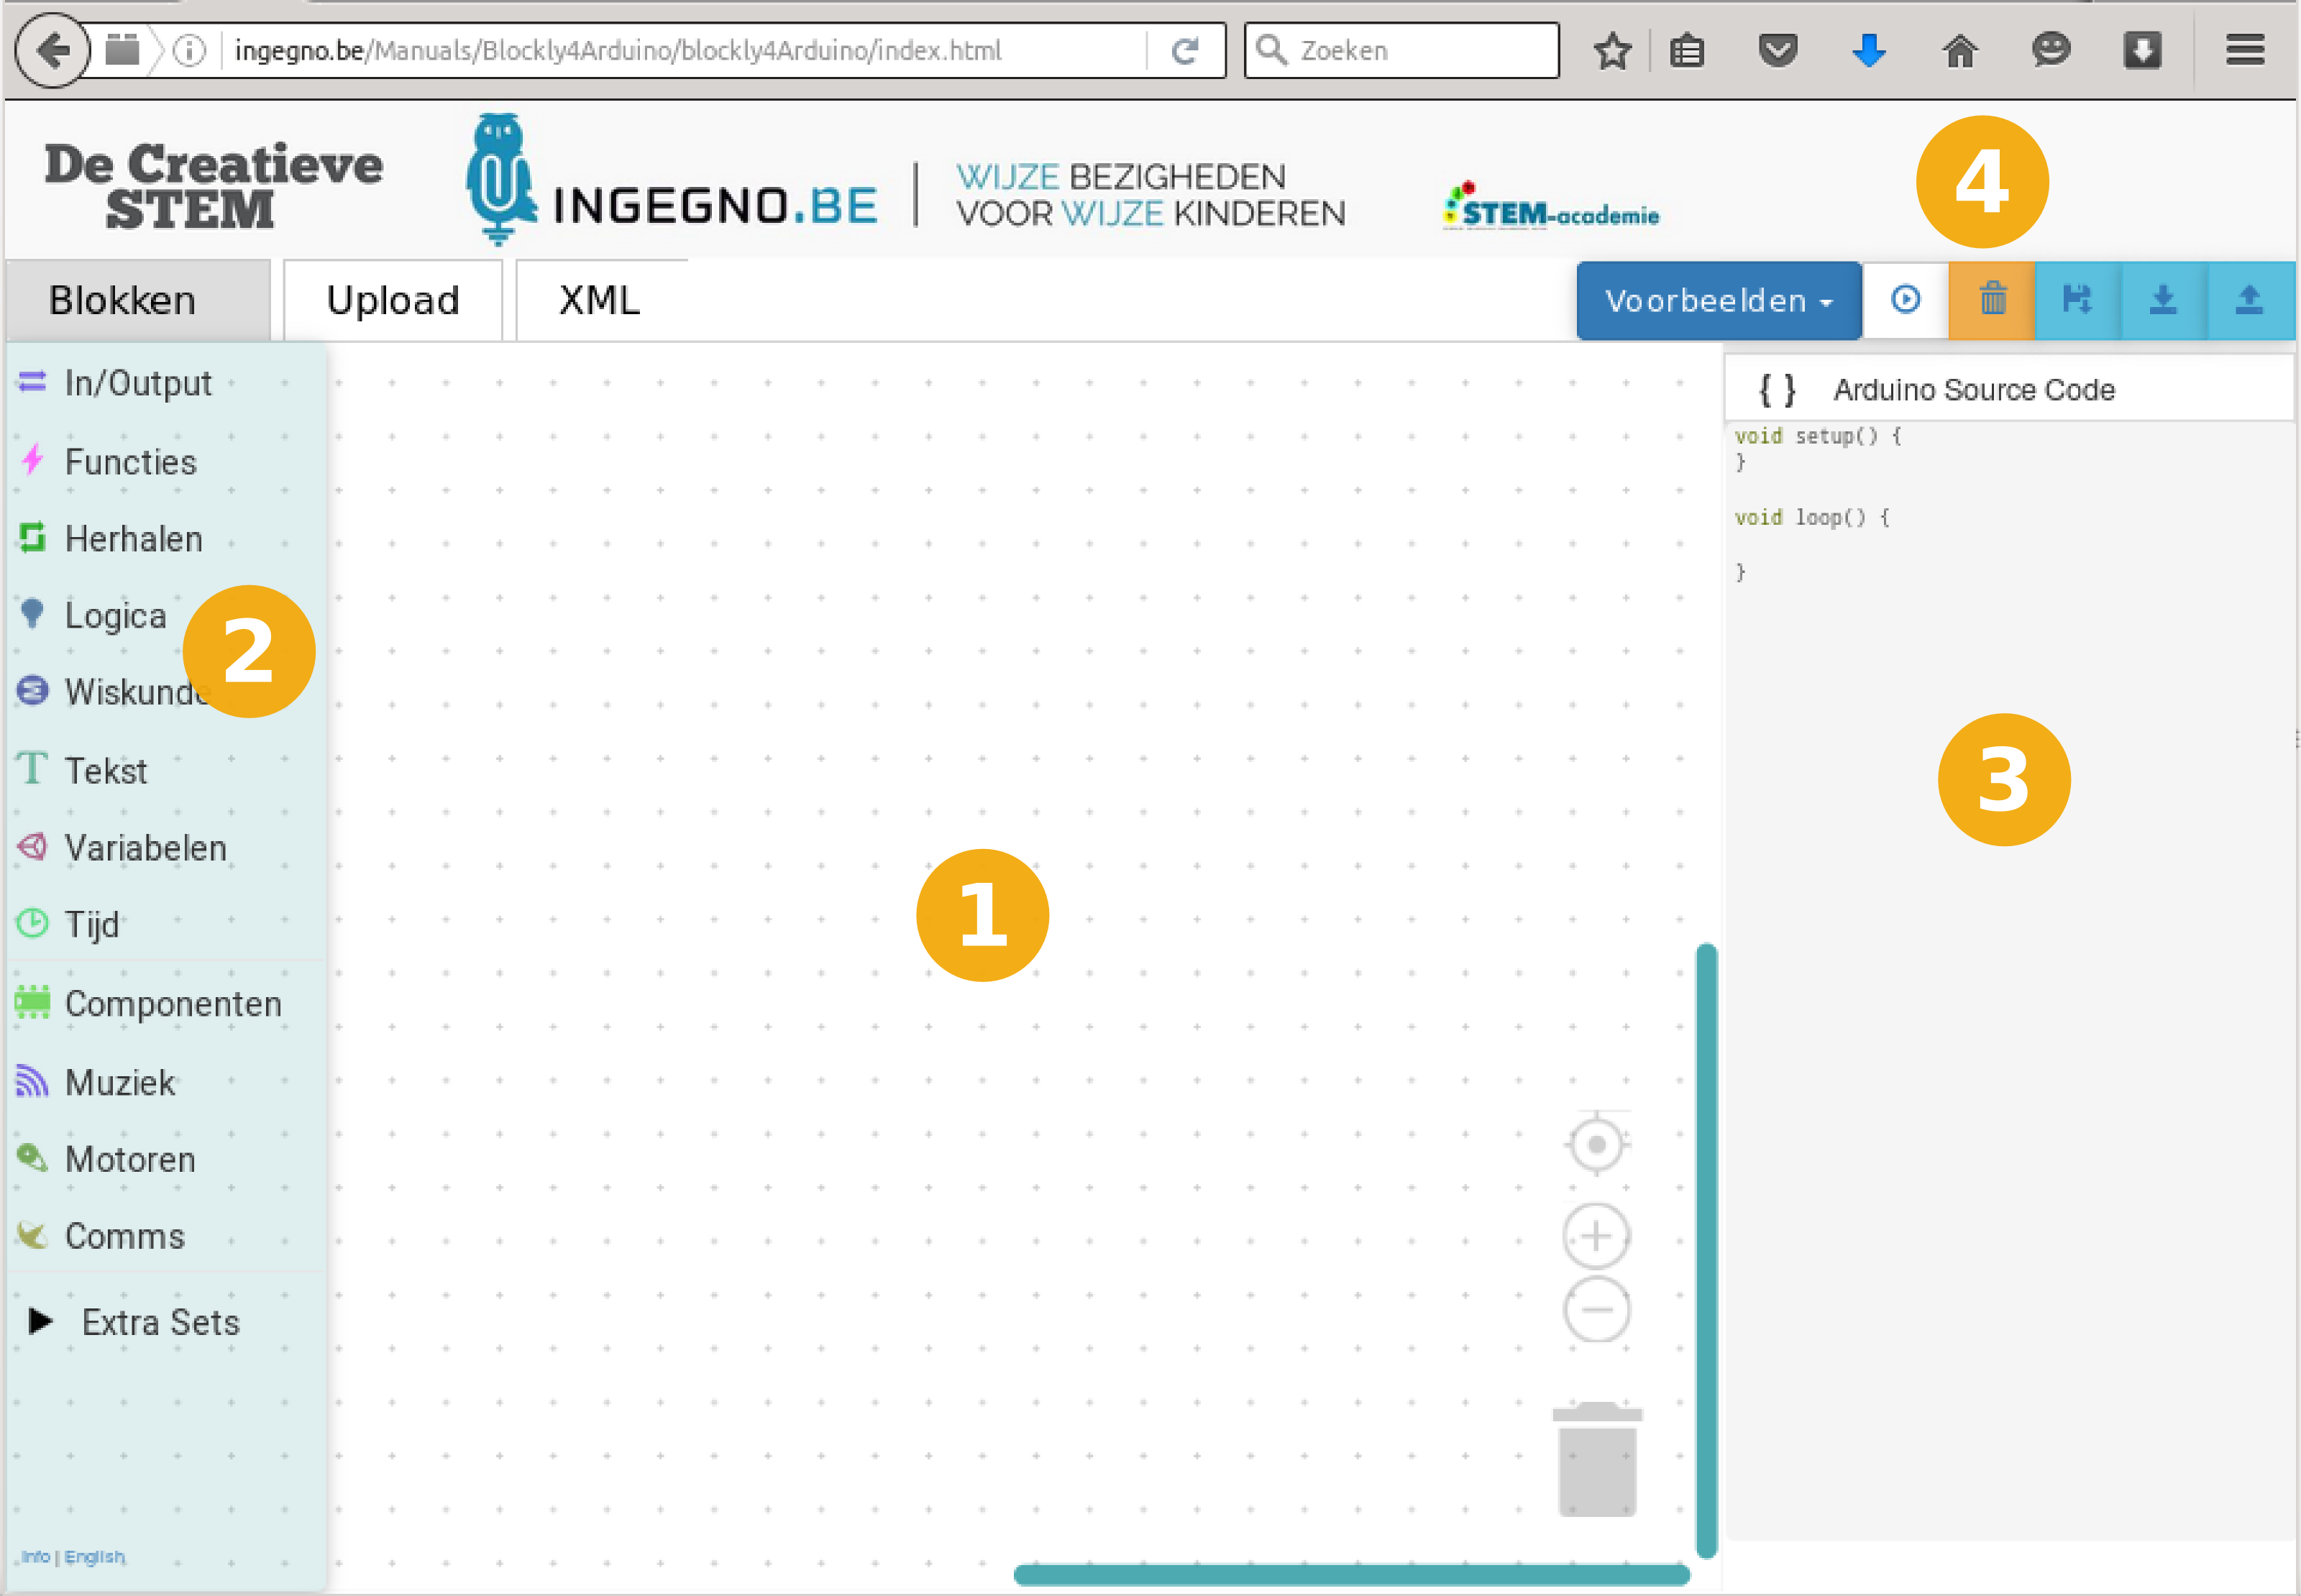 ingegno.be/Manuals/Blockly4Arduino/blockly4Arduino/index.html
Zoeken
De Creatieve
STEM
INGEGNO.BE
WIJZE BEZIGHEDEN
VOOR WIJZE KINDEREN
STEM-academie
4
Blokken
Upload
XML
Voorbeelden
In/Output
Functies
Herhalen
Logica
2
Wiskunde
Tekst
Variabelen
Tijd
Componenten
Muziek
Motoren
Comms
Extra Sets
Info | English
1
{ } Arduino Source Code
void setup() {
}
void loop() {
}
3